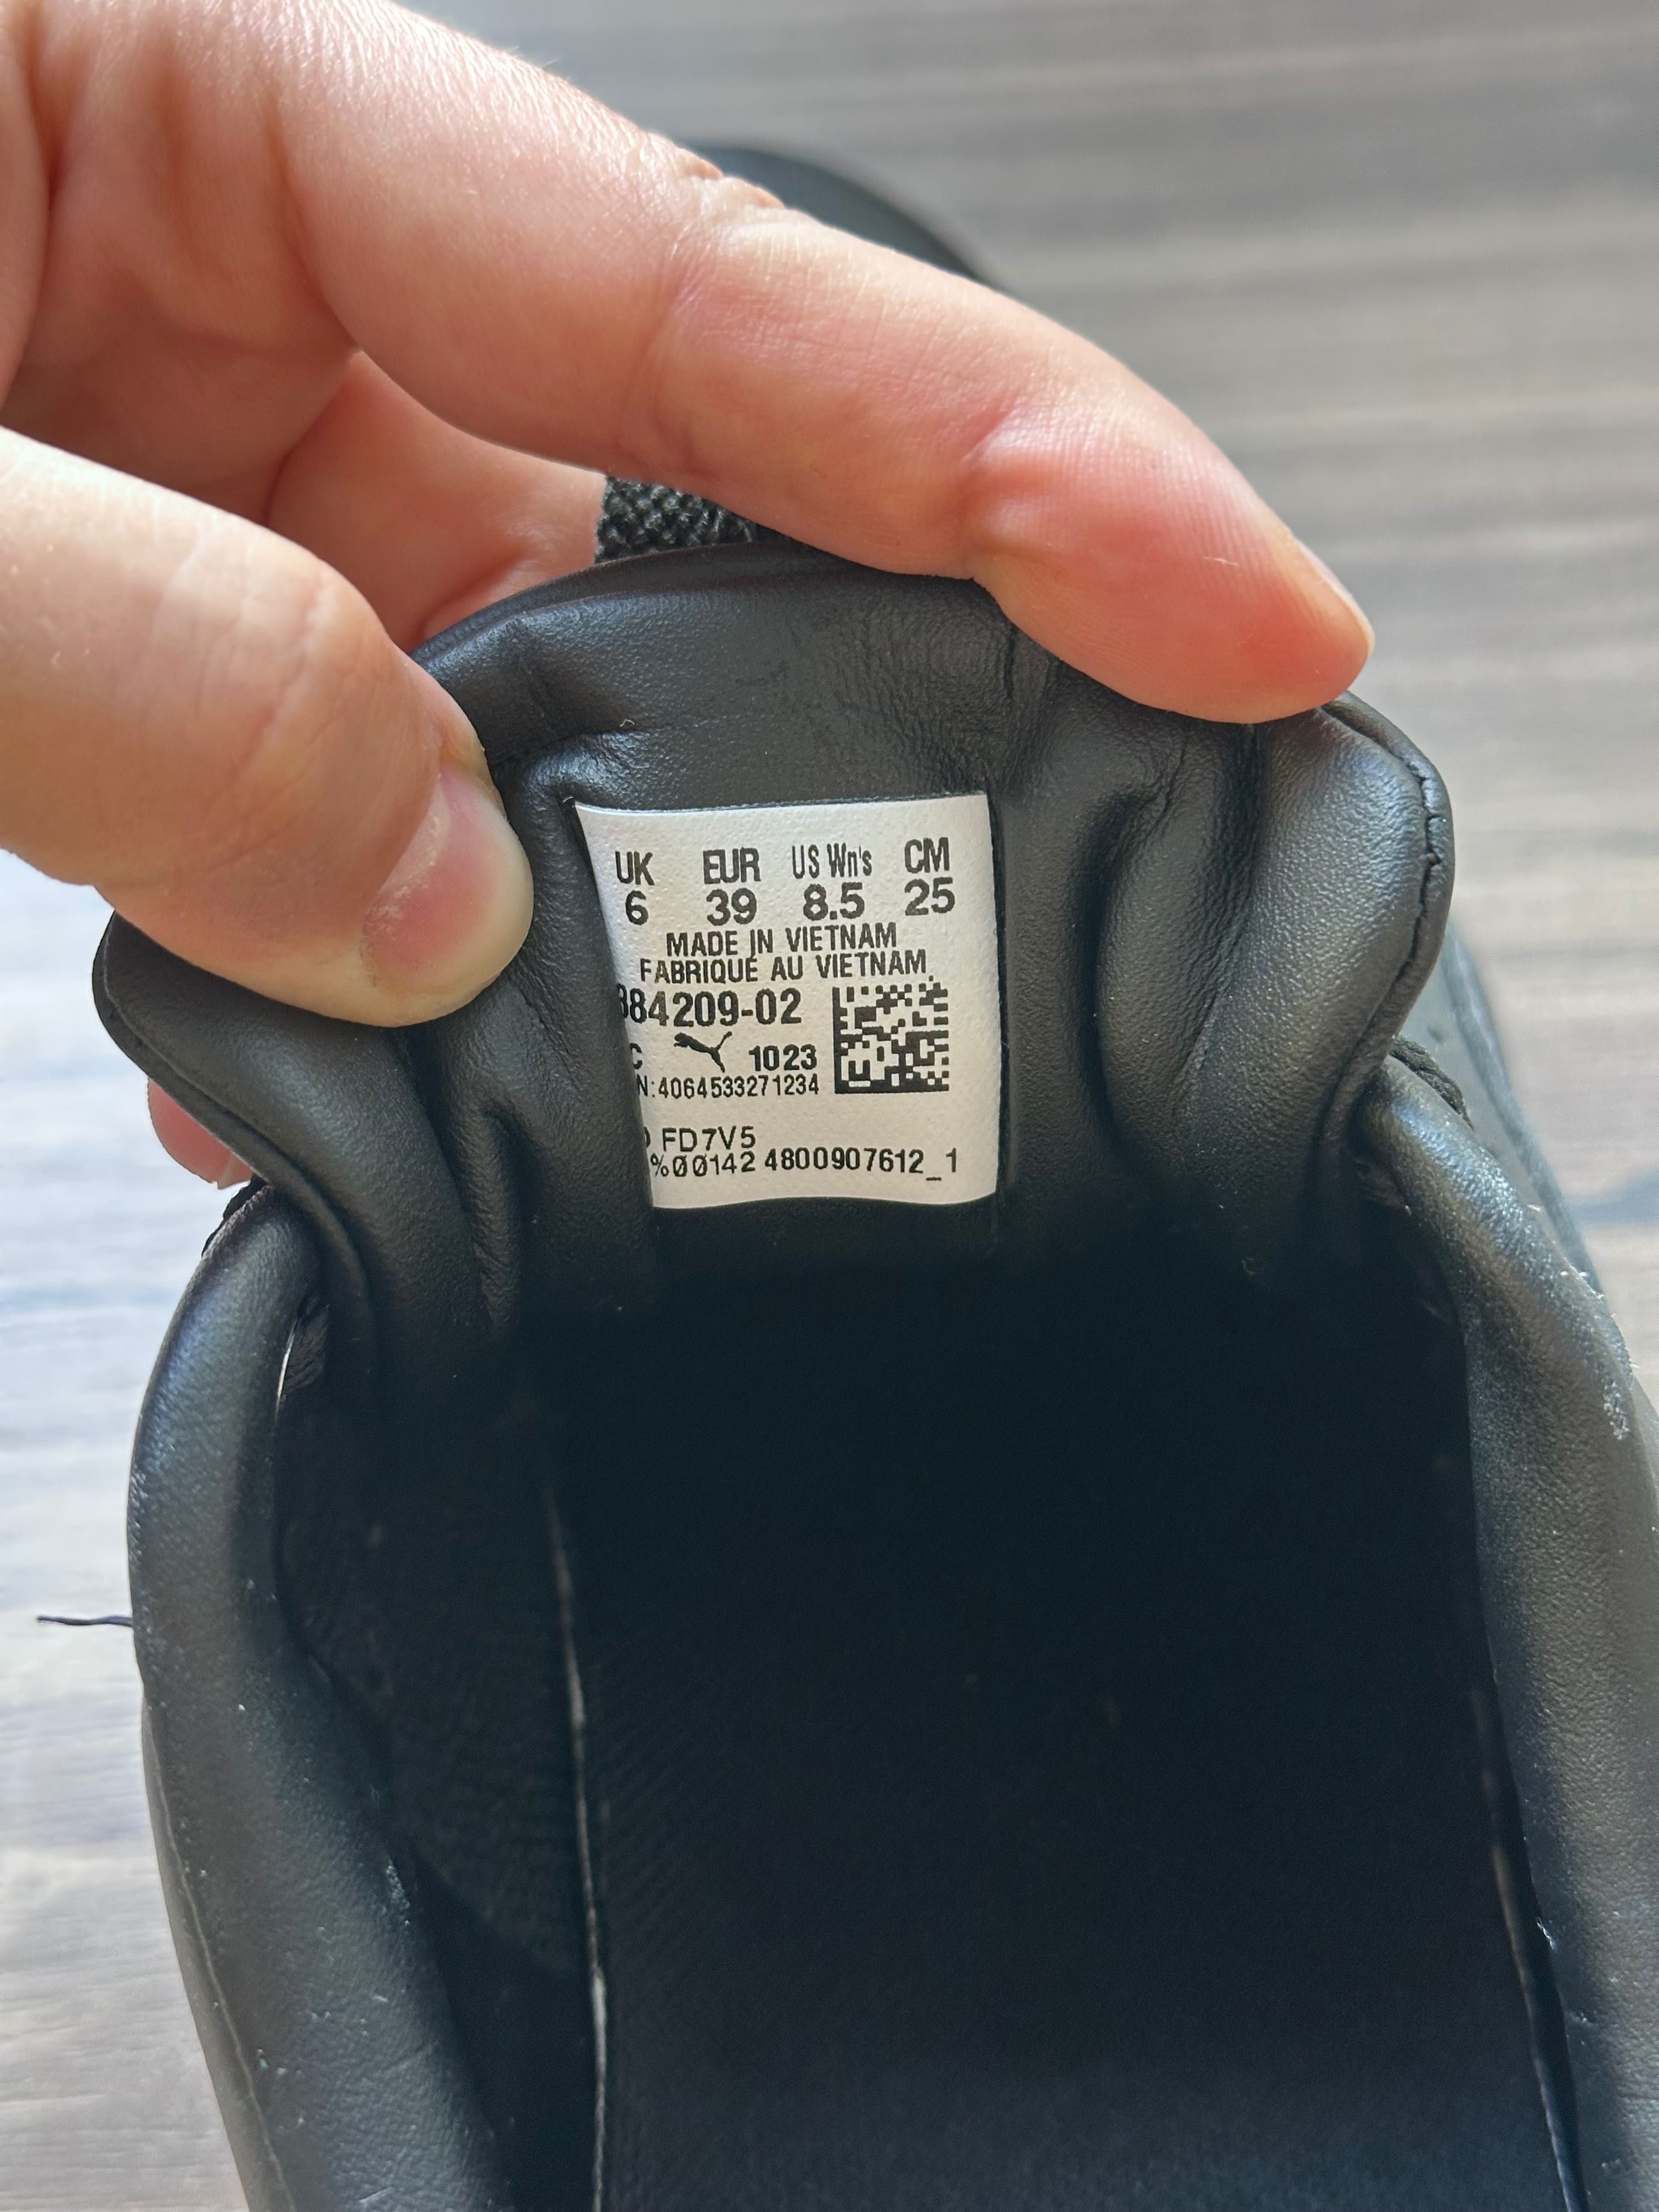 UK EUR US Wn's CM
6 39 8.5 25
MADE IN VIETNAM
FABRIQUE AU VIETNAM
384209-02
C 1023
N:4064533271234
FD7V5
%00142 4800907612_1